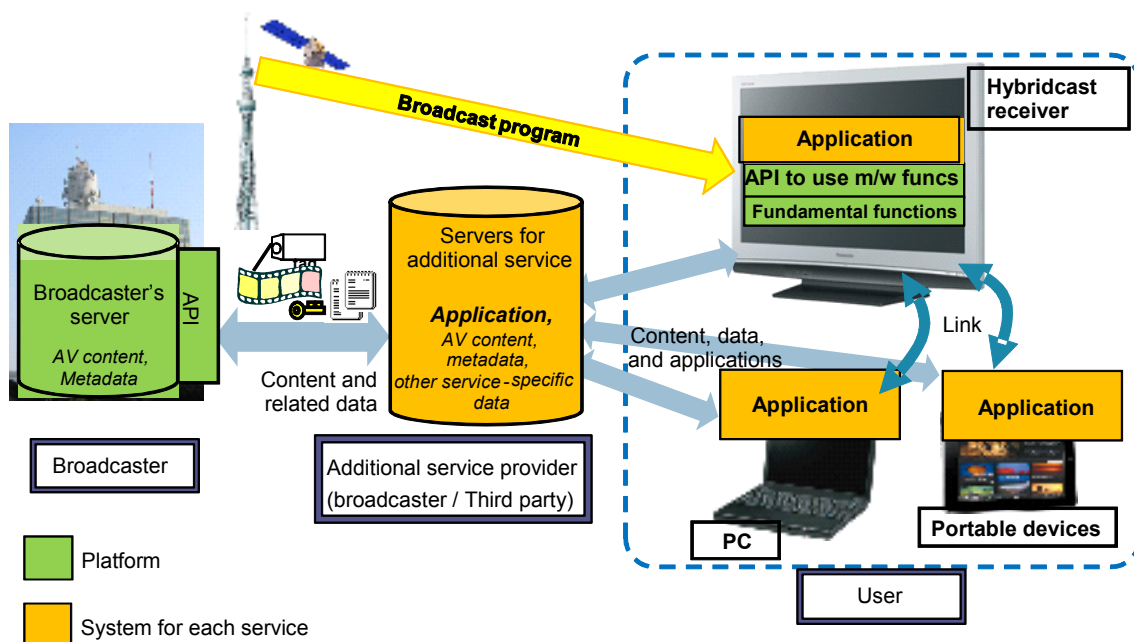 Broadcast program
Hybridcast
receiver
Application
API to use m/w funcs
Fundamental functions
Broadcaster's
server
AV content,
Metadata
API
Content and
related data
Servers for
additional service
Application,
AV content,
metadata,
other service-specific
data
Content, data,
and applications
Link
Application
Application
PC
Portable devices
Broadcaster
Additional service provider
(broadcaster / Third party)
User
Platform
System for each service